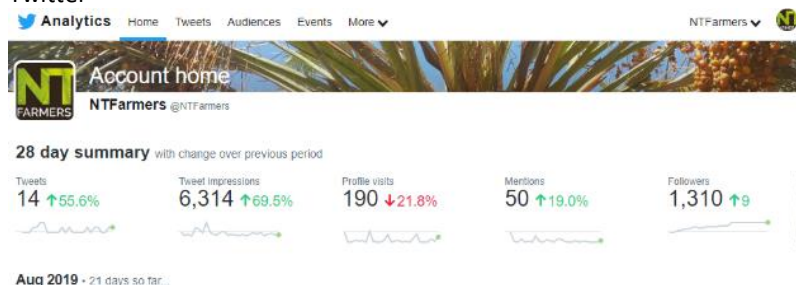 Twitter
Analytics Home Tweets Audiences Events More NTFarmers
NT
FARMERS
Account home
NTFarmers @NTFarmers
28 day summary with change over previous period
Tweets Tweet impressions Profile visits Mentions Followers
14 ↑55.6% 6,314 ↑69.5% 190 ↓21.8% 50 ↑19.0% 1,310 ↑9
Aug 2019 • 21 days so far...